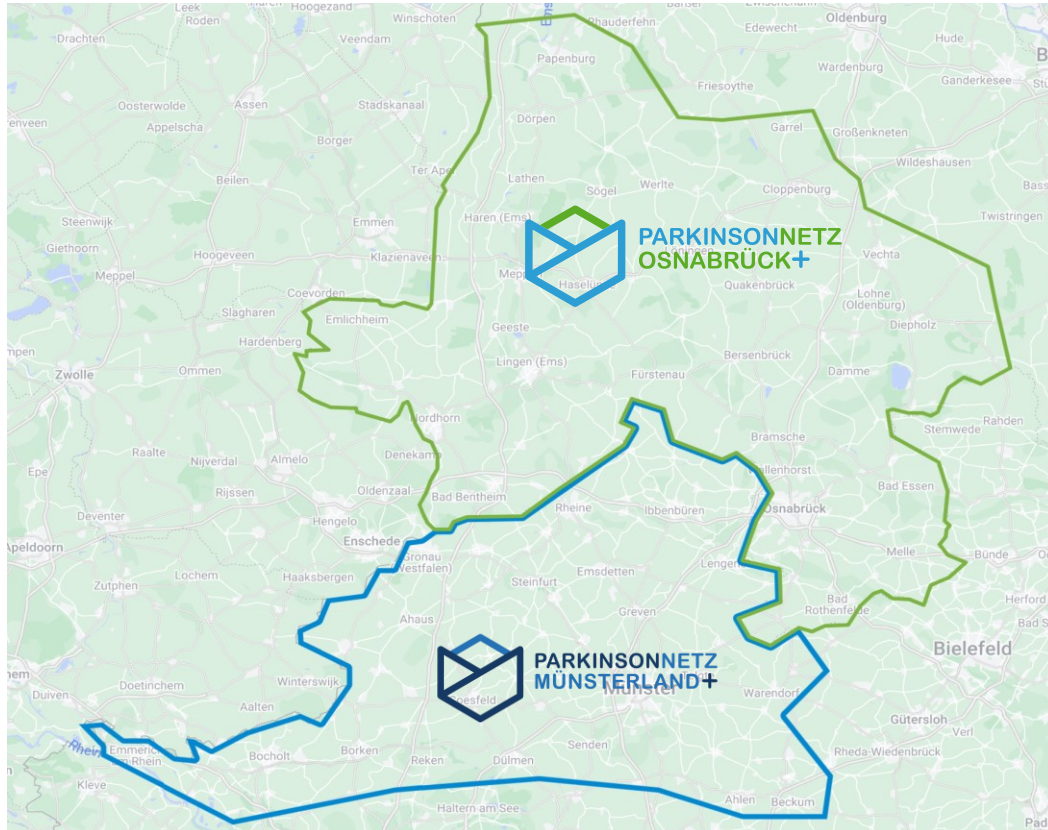 Leek
Roden
Hoogezand
Winschoten
Rhauderfehn
Oldenburg
Edewecht
Hude
Drachten
Veendam
Papenburg
Wardenburg
Ganderkesee
Friesoythe
Oosterwolde
Assen
Stadskanaal
Appelscha
Dörpen
Garrel
Großenkneten
Borger
Wildeshausen
Ter Apel
Lathen
Beilen
Sögel
Werlte
Cloppenburg
Steenwijk
Emmen
Haren (Ems)
Twistringen
Giethoorn
Hoogeveen
Klazienaveen
PARKINSONNETZ
OSNABRÜCK+
Vechta
Meppel
Haselün
Quakenbrück
Coevorden
Lohne
(Oldenburg)
Slagharen
Emlichheim
Geeste
Diepholz
Hardenberg
Bersenbrück
Lingen (Ems)
Zwolle
Ommen
Fürstenau
Damme
Nordhorn
Rahden
Stemwede
Bramsche
Raalte
Denekamp
Nijverdal
Almelo
Wallenhorst
Epe
Bad Essen
Rijssen
Oldenzaal
Bad Bentheim
Rheine
Ibbenbüren
Osnabrück
Deventer
Hengelo
Enschede
Apeldoorn
Gronau
(Westfalen)
Melle
Bünde
Lochem
Haaksbergen
Steinfurt
Emsdetten
Lengerich
Zutphen
Herford
Ahaus
Greven
Bad
Rothenfelde
Bielefeld
PARKINSONNETZ
MÜNSTERLAND+
Münster
Winterswijk
Doetinchem
Duiven
Coesfeld
Warendorf
Aalten
Gütersloh
Verl
Rhein
Emmerich
am Rhein
Bocholt
Borken
Reken
Dülmen
Senden
Rheda-Wiedenbrück
Kleve
Haltern am See
Ahlen
Beckum